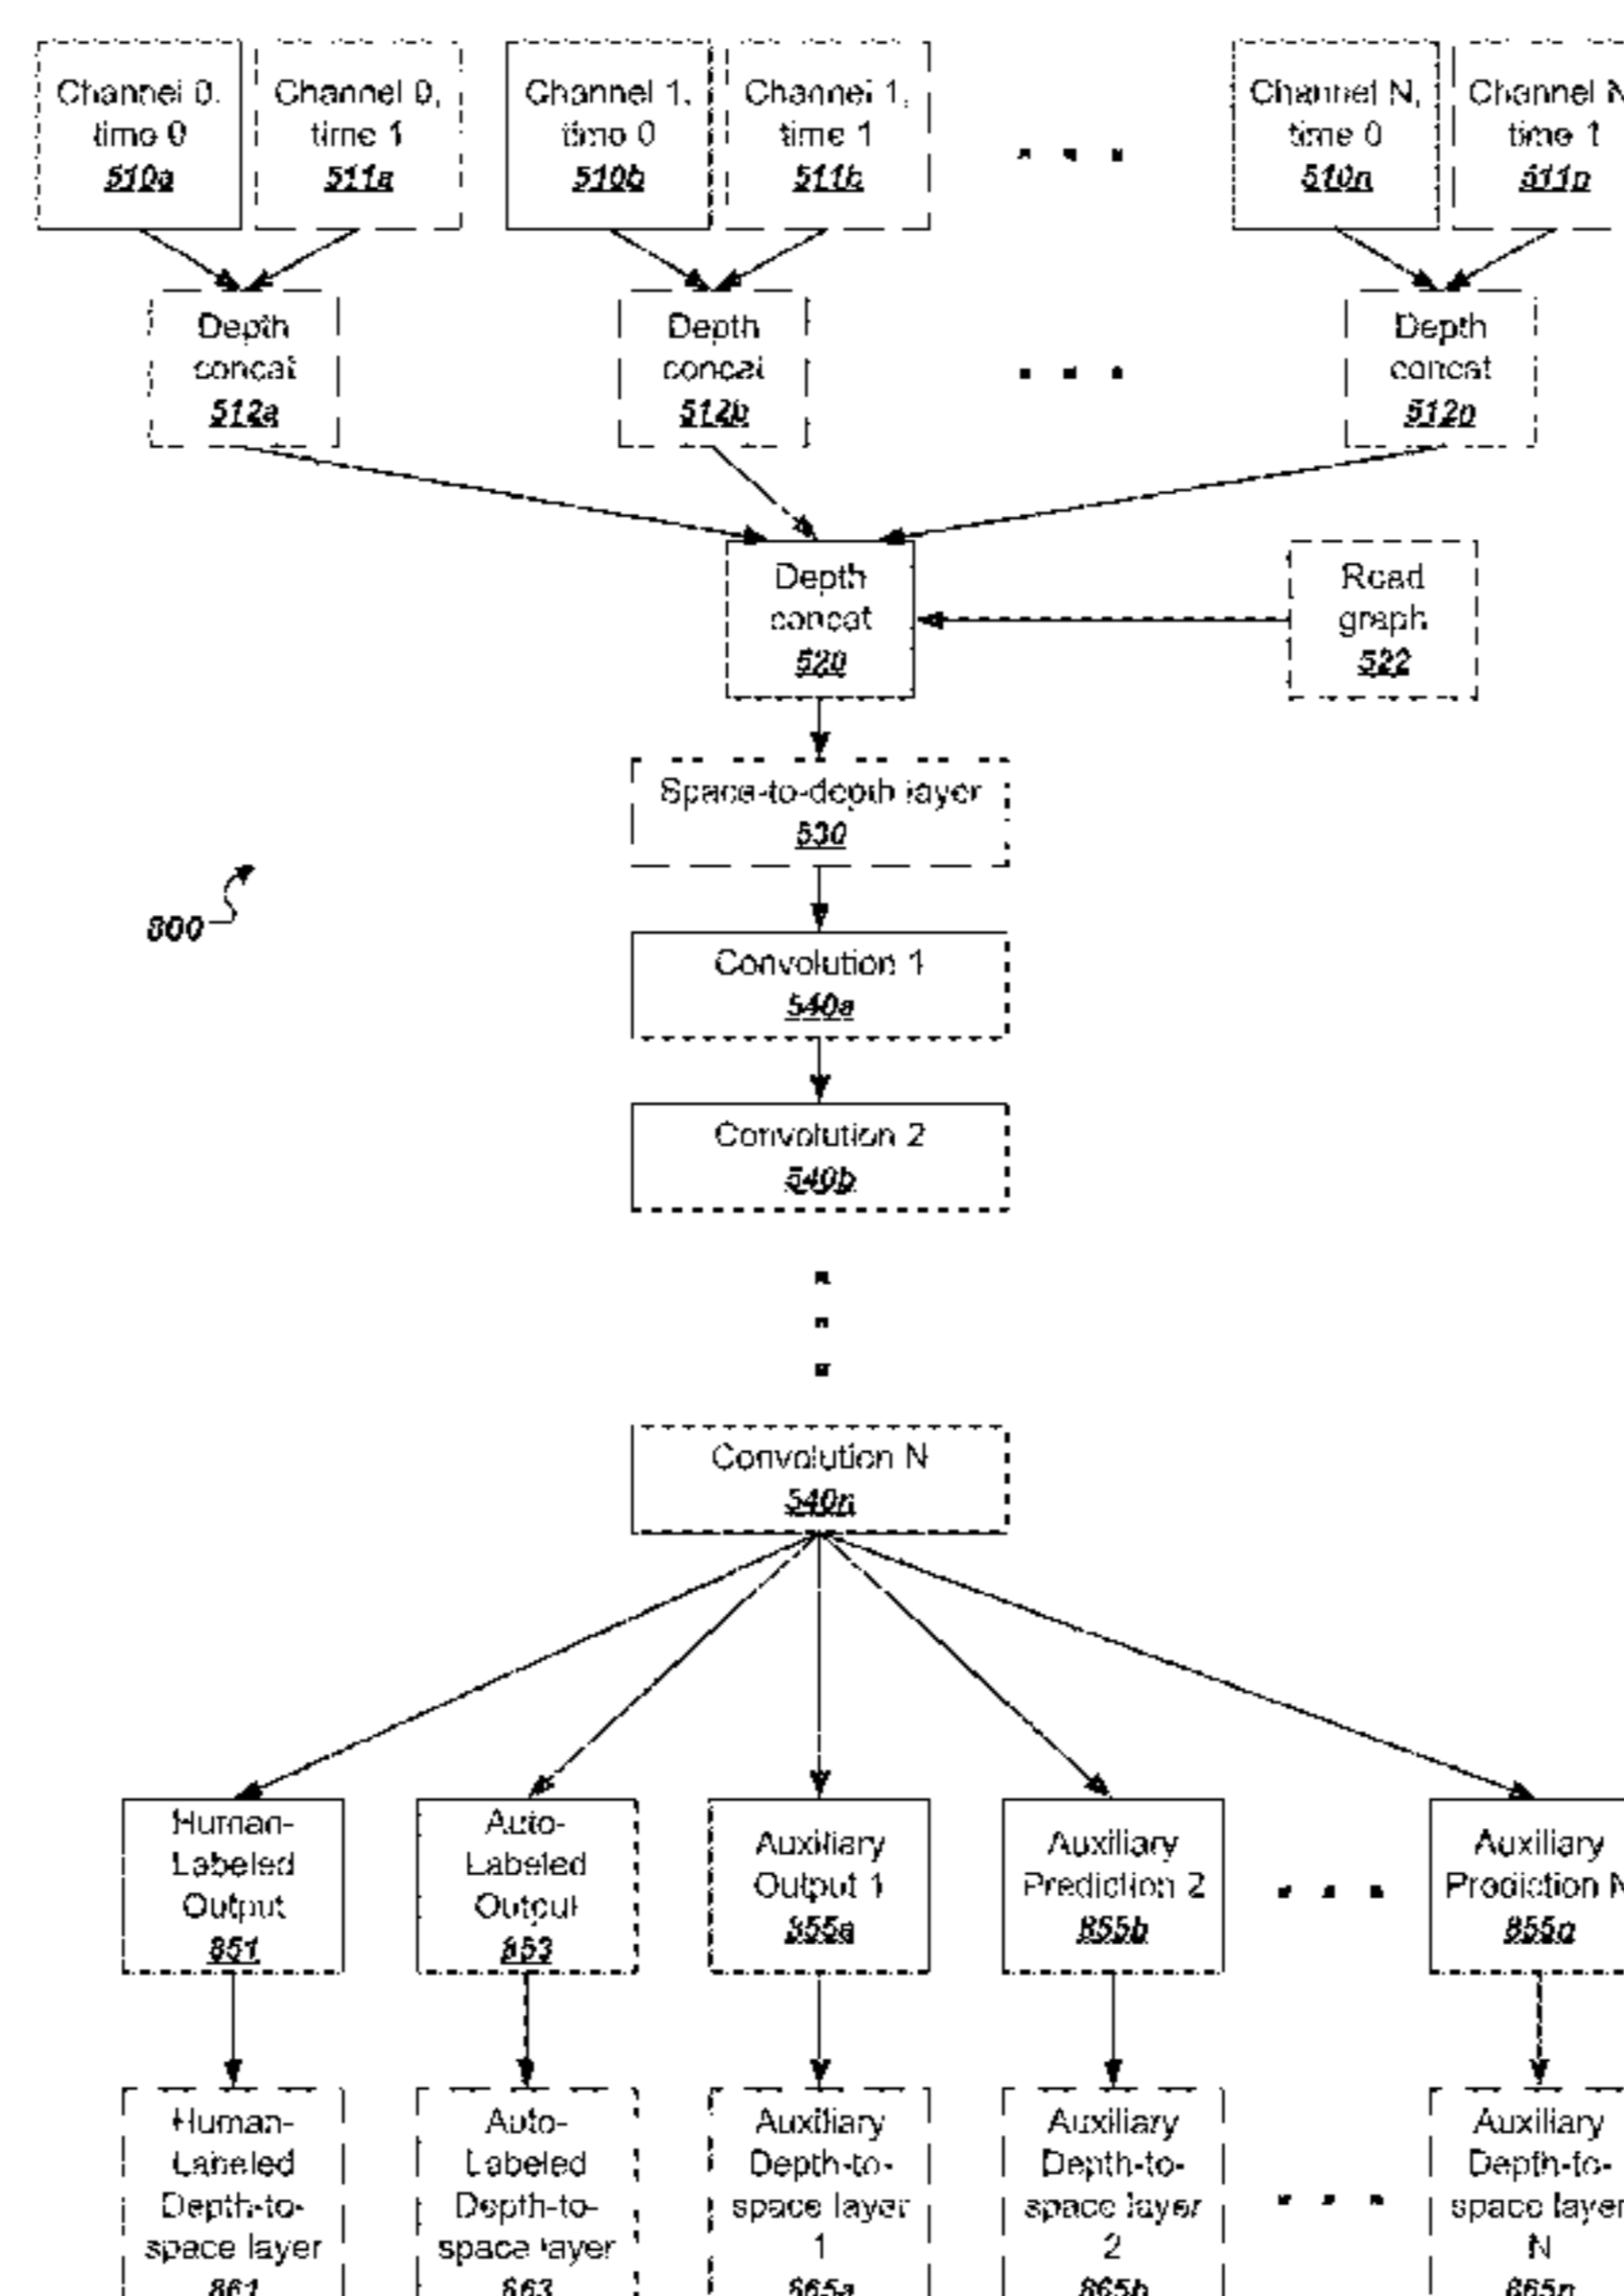 Channel 0,
time 0
510a
Channel 0,
time 1
511a
Channel 1,
time 0
510b
Channel 1,
time 1
511b
Channel N,
time 0
510n
Channel N
time 1
511n
Depth
concat
512a
Depth
concat
512b
Depth
concat
512n
Depth
concat
520
Road
graph
522
Space-to-depth layer
530
800
Convolution 1
540a
Convolution 2
540b
Convolution N
540n
Human-
Labeled
Output
851
Auto-
Labeled
Output
853
Auxiliary
Output 1
855a
Auxiliary
Prediction 2
855b
Auxiliary
Prediction N
855n
Human-
Labeled
Depth-to-
space layer
861
Auto-
Labeled
Depth-to-
space layer
863
Auxiliary
Depth-to-
space layer
1
865a
Auxiliary
Depth-to-
space layer
2
865b
Auxiliary
Depth-to-
space layer
N
865n